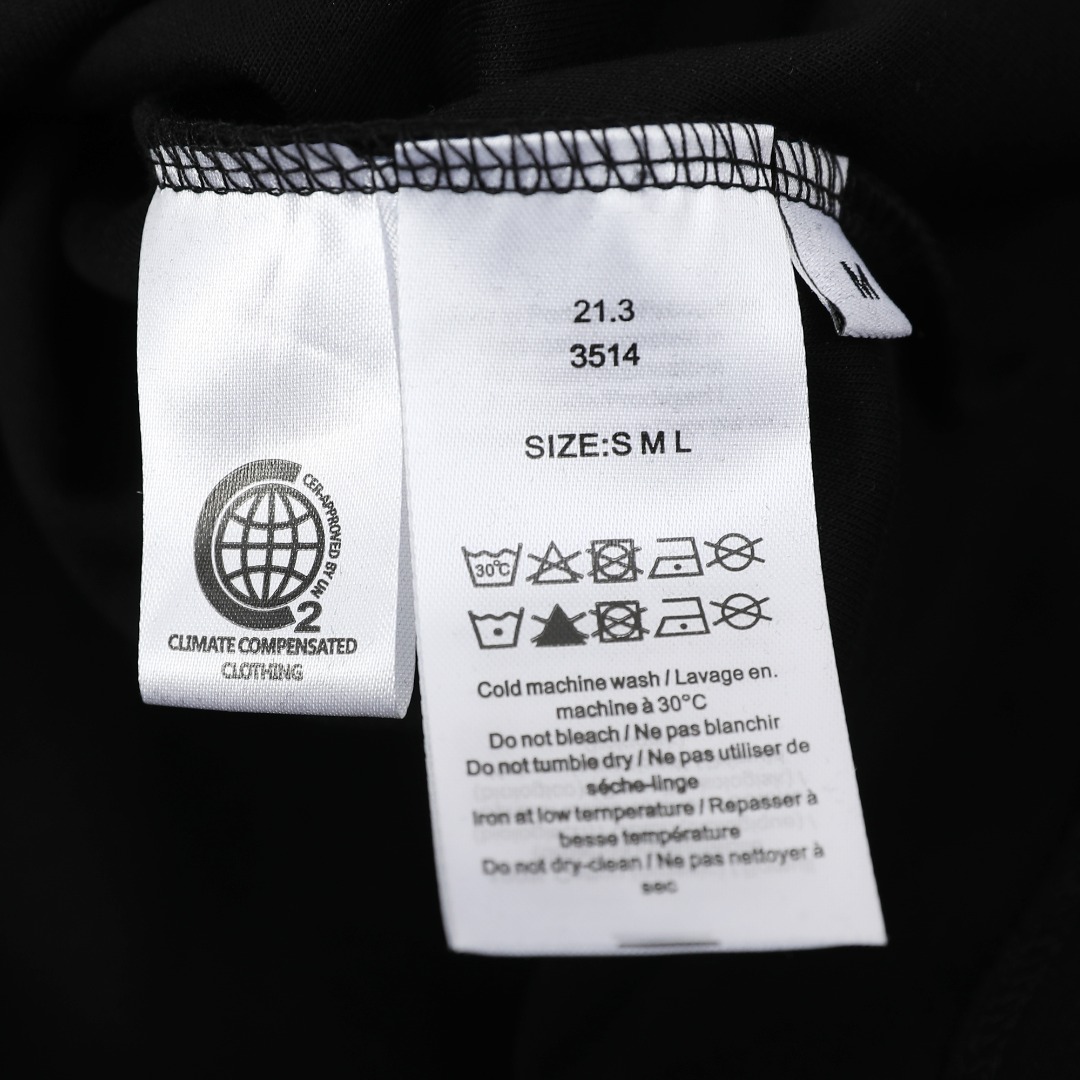 CER-APPROVED BY UN
2
CLIMATE COMPENSATED
CLOTHING
21.3
3514
SIZE:S M L
30°C
Cold machine wash / Lavage en.
machine à 30°C
Do not bleach / Ne pas blanchir
Do not tumbie dry / Ne pas utiliser de
séche-linge
Iron at low temperature / Repasser à
besse température
Do not dry-clean / Ne pas nettoyer à
sec
M